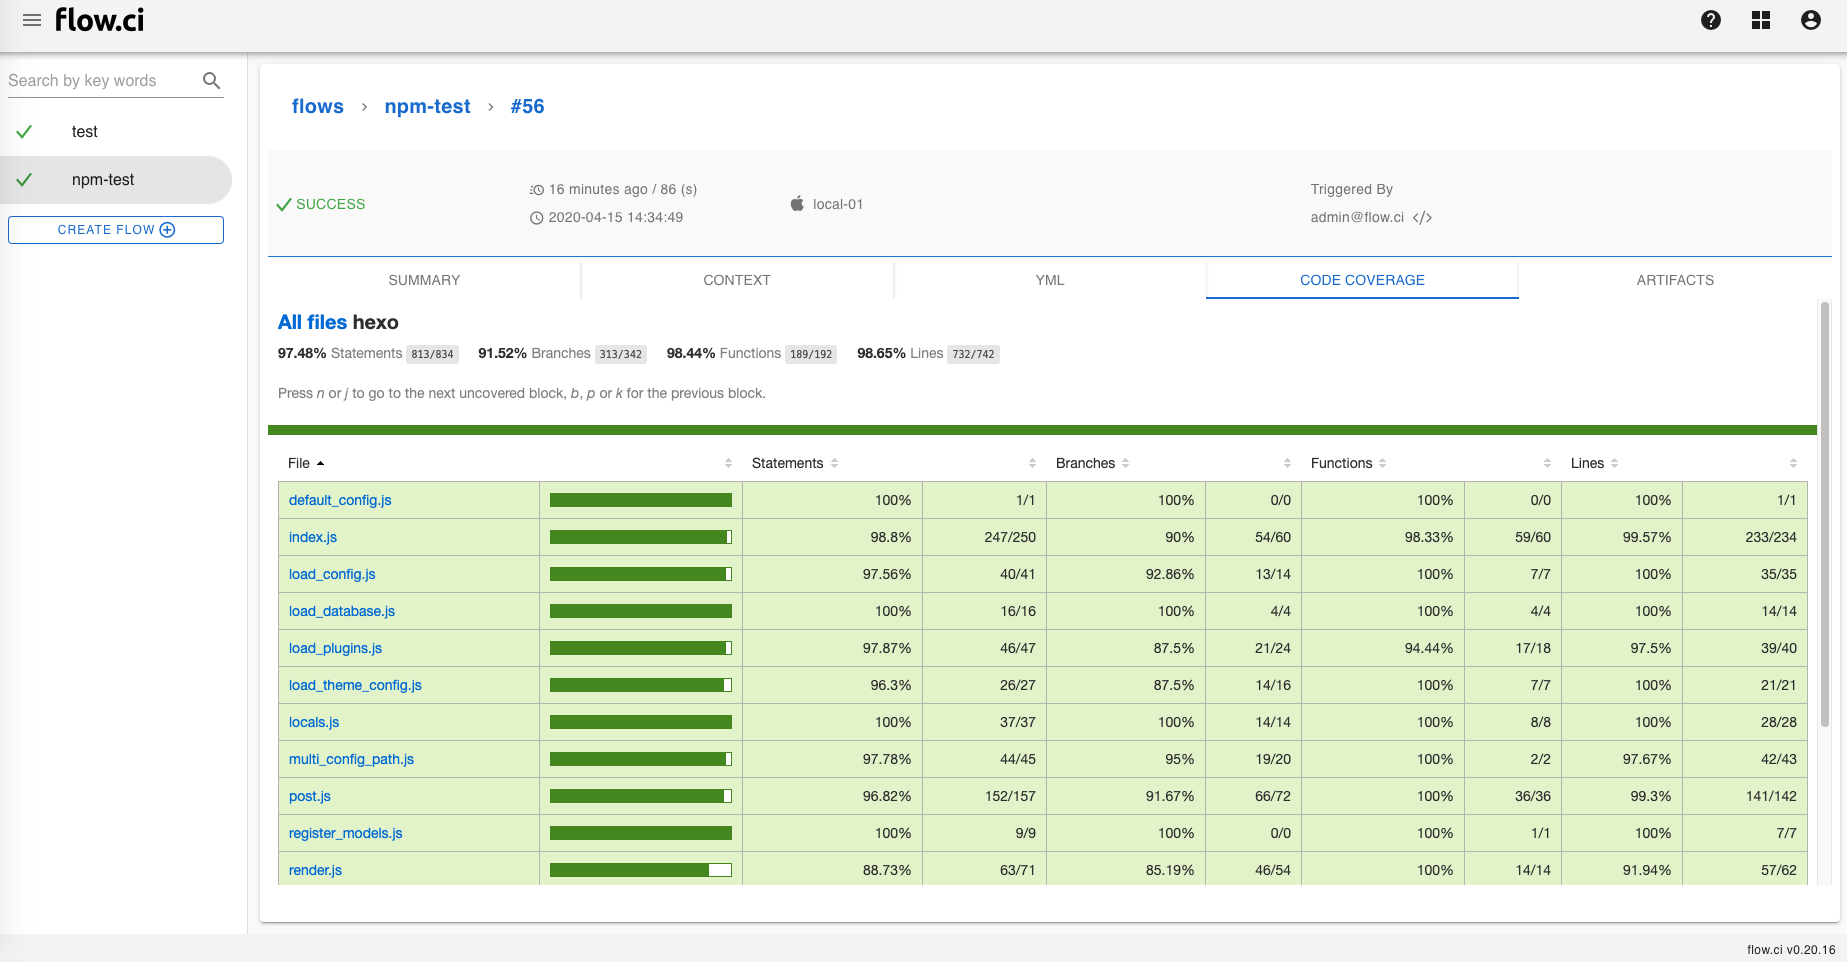 flow.ci
Search by key words
test
npm-test
CREATE FLOW
flows › npm-test › #56
SUCCESS
16 minutes ago / 86 (s)
2020-04-15 14:34:49
local-01
Triggered By
admin@flow.ci </>
SUMMARY CONTEXT YML CODE COVERAGE ARTIFACTS
All files hexo
97.48% Statements 813/834 91.52% Branches 313/342 98.44% Functions 189/192 98.65% Lines 732/742
Press n or j to go to the next uncovered block, b, p or k for the previous block.
File Statements Branches Functions Lines
default_config.js 100% 1/1 100% 0/0 100% 0/0 100% 1/1
index.js 98.8% 247/250 90% 54/60 98.33% 59/60 99.57% 233/234
load_config.js 97.56% 40/41 92.86% 13/14 100% 7/7 100% 35/35
load_database.js 100% 16/16 100% 4/4 100% 4/4 100% 14/14
load_plugins.js 97.87% 46/47 87.5% 21/24 94.44% 17/18 97.5% 39/40
load_theme_config.js 96.3% 26/27 87.5% 14/16 100% 7/7 100% 21/21
locals.js 100% 37/37 100% 14/14 100% 8/8 100% 28/28
multi_config_path.js 97.78% 44/45 95% 19/20 100% 2/2 97.67% 42/43
post.js 96.82% 152/157 91.67% 66/72 100% 36/36 99.3% 141/142
register_models.js 100% 9/9 100% 0/0 100% 1/1 100% 7/7
render.js 88.73% 63/71 85.19% 46/54 100% 14/14 91.94% 57/62
flow.ci v0.20.16